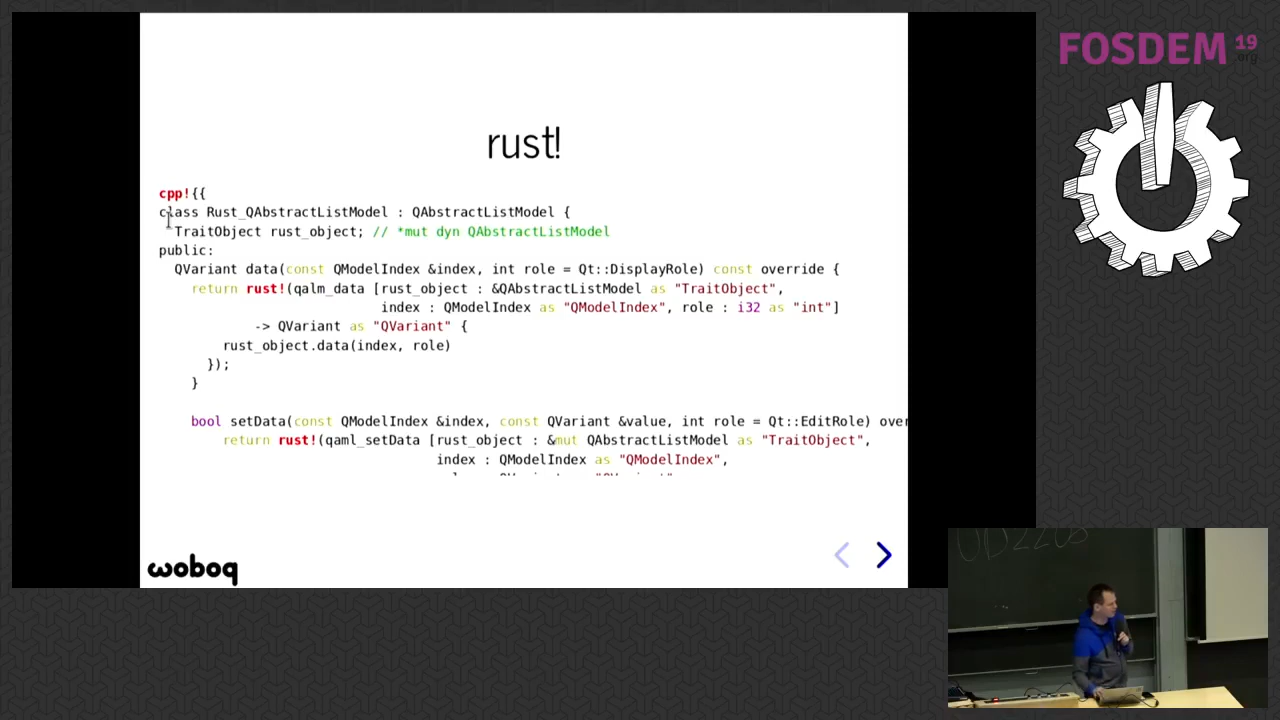 FOSDEM 19
.org
rust!
cpp!{{
class Rust_QAbstractListModel : QAbstractListModel {
TraitObject rust_object; // *mut dyn QAbstractListModel
public:
QVariant data(const QModelIndex &index, int role = Qt::DisplayRole) const override {
return rust!(qalm_data [rust_object : &QAbstractListModel as "TraitObject",
index : QModelIndex as "QModelIndex", role : i32 as "int"]
-> QVariant as "QVariant" {
rust_object.data(index, role)
});
}
bool setData(const QModelIndex &index, const QVariant &value, int role = Qt::EditRole) over
return rust!(qaml_setData [rust_object : &mut QAbstractListModel as "TraitObject",
index : QModelIndex as "QModelIndex",
woboq